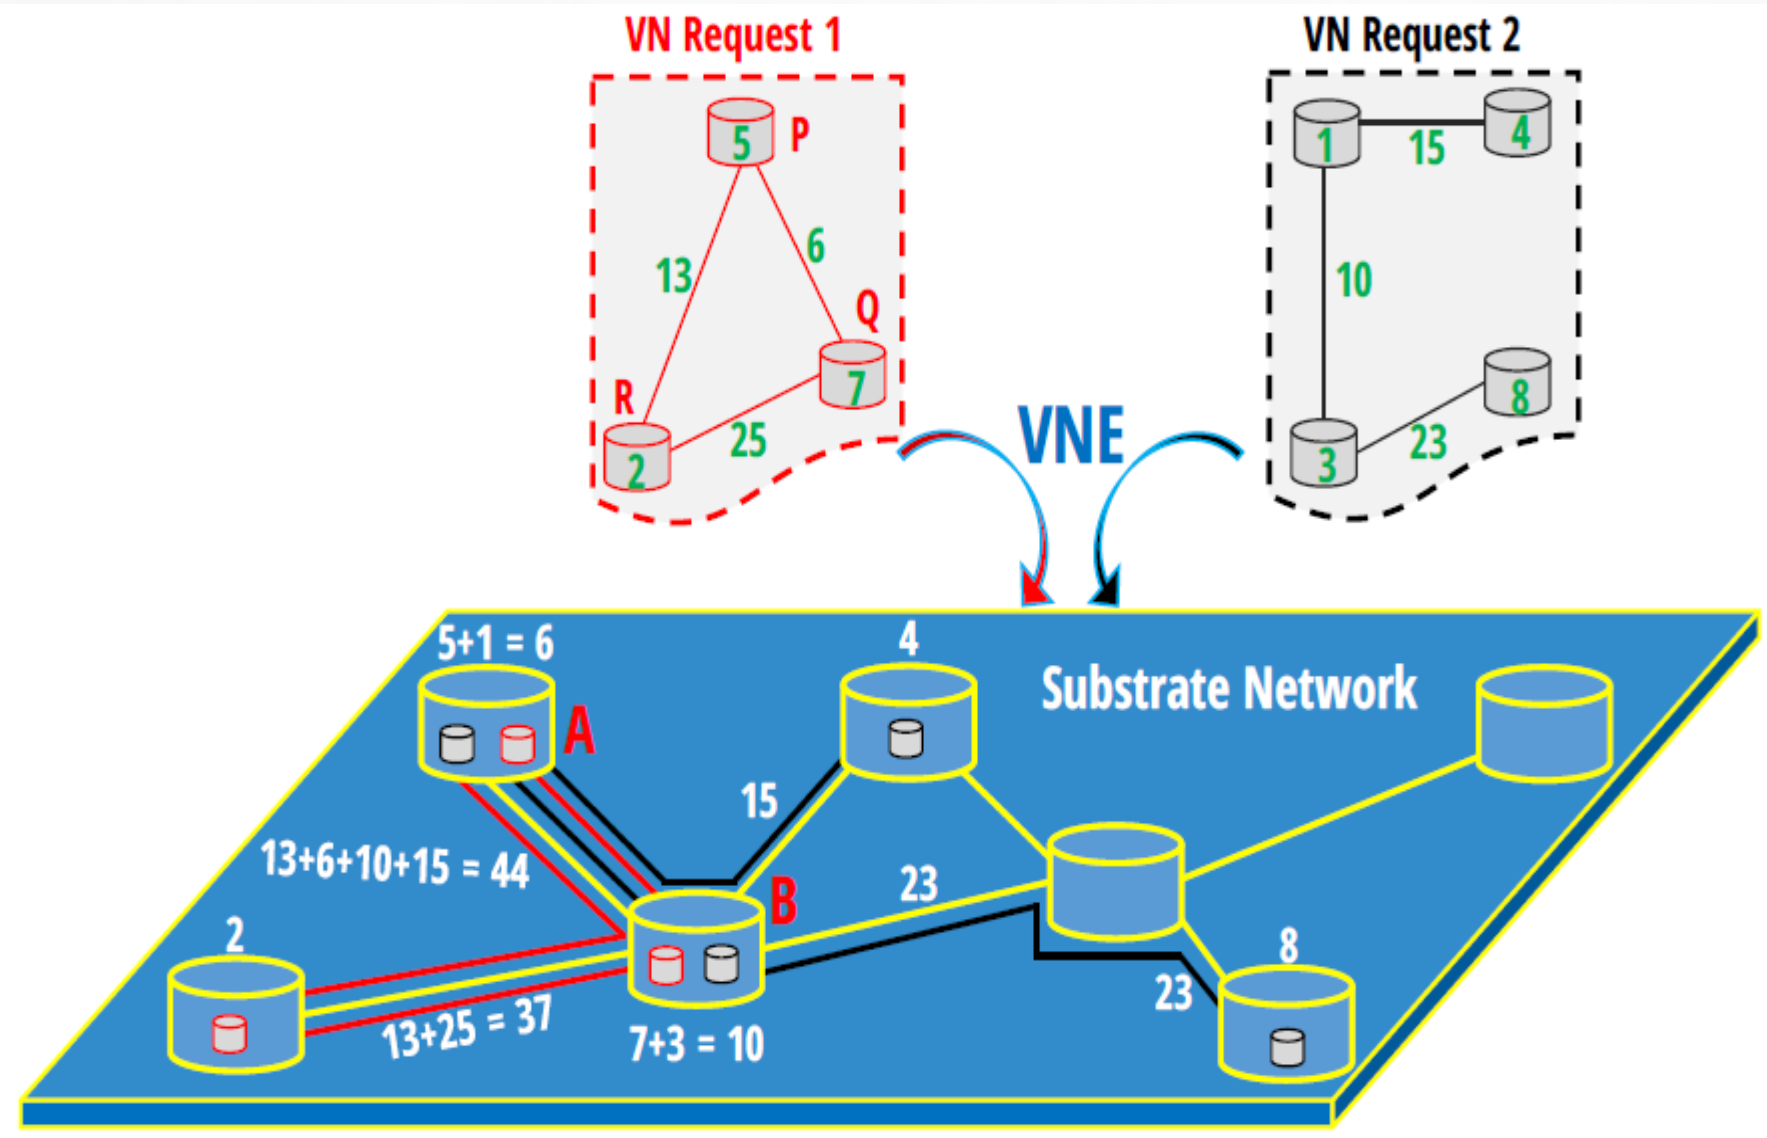 VN Request 1
VN Request 2
5
P
13
6
Q
R
7
25
2
1
15
4
10
8
23
3
VNE
5+1 = 6
4
Substrate Network
A
15
13+6+10+15 = 44
B
23
2
8
13+25 = 37
23
7+3 = 10